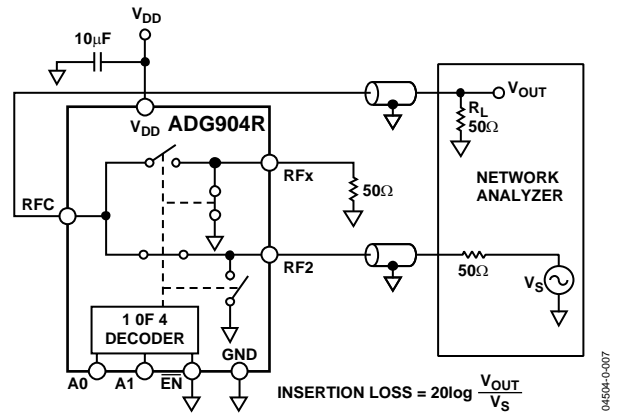 VDD
10μF
VDD
ADG904R
RFC
RFx
50Ω
RF2
VOUT
RL
50Ω
NETWORK
ANALYZER
50Ω
VS
1 0F 4
DECODER
GND
A0
A1
EN
INSERTION LOSS = 20log VOUT / VS
04504-0-007